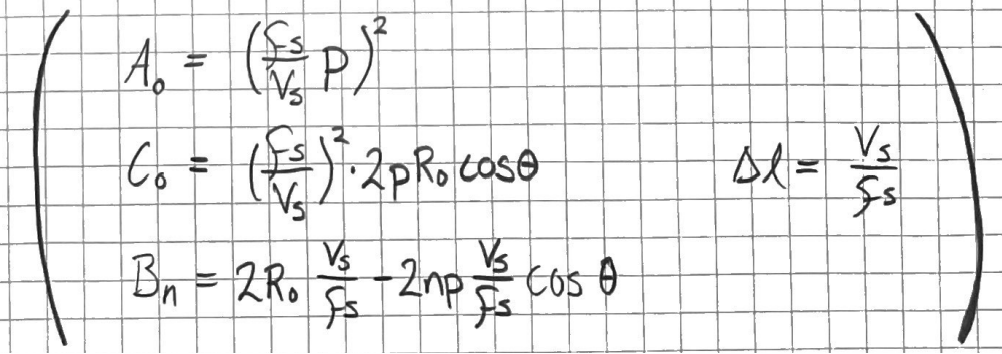 A₀ = (fs/Vs p)²
C₀ = (fs/Vs)² · 2pR₀ cosθ Δl = Vs/fs
Bn = 2R₀ Vs/fs - 2np Vs/fs cos θ